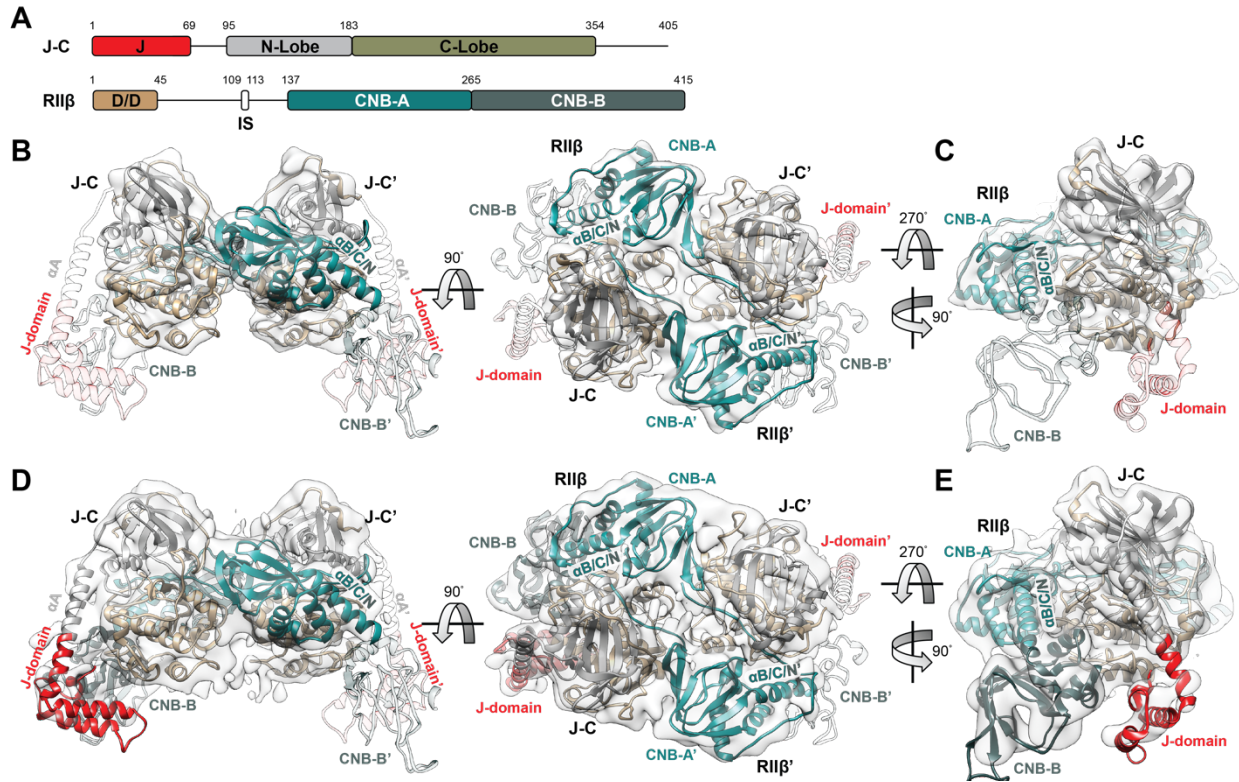 A
1 69 95 183 354 405
J-C J N-Lobe C-Lobe
1 45 109 113 137 265 415
RIIβ D/D CNB-A CNB-B
IS
B
J-C
J-C'
αA
αB/C/N
αA'
J-domain
J-domain'
CNB-B
CNB-B'
90°
RIIβ
CNB-A
J-C'
CNB-B
αB/C/N
J-domain'
J-domain
αB/C/N'
CNB-B'
J-C
CNB-A'
RIIβ'
270°
90°
C
J-C
RIIβ
CNB-A
αB/C/N
J-domain
CNB-B
D
J-C
J-C'
αA
αB/C/N
αA'
J-domain
J-domain'
CNB-B
CNB-B'
90°
RIIβ
CNB-A
CNB-B
αB/C/N
J-C'
J-domain'
J-domain
αB/C/N'
CNB-B'
J-C
CNB-A'
RIIβ'
270°
90°
E
J-C
RIIβ
CNB-A
αB/C/N
J-domain
CNB-B